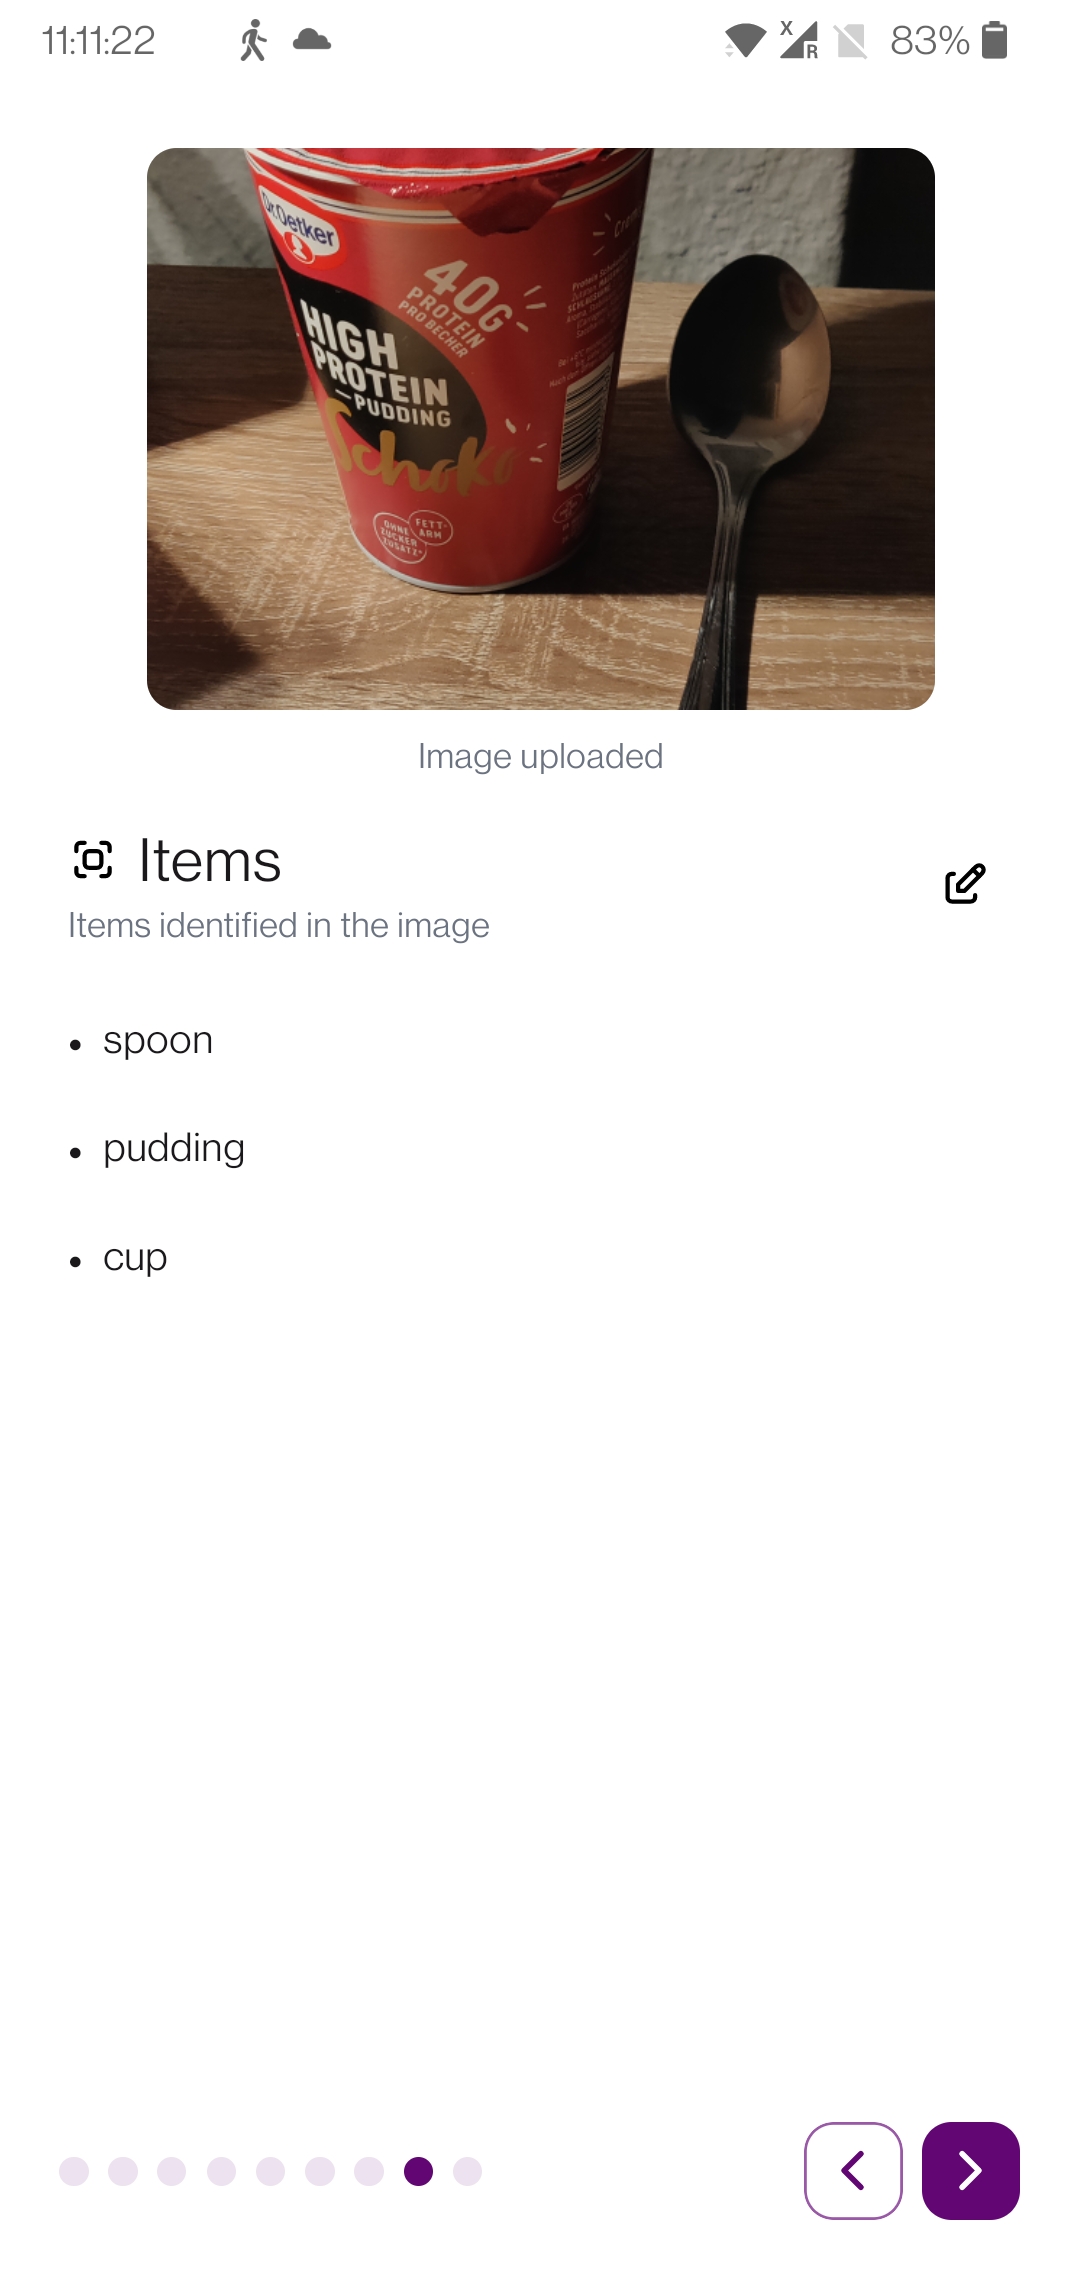 11:11:22
X
R
83%
Dr.Oetker
40G
PROTEIN
PRO BECHER
HIGH
PROTEIN
PUDDING
Schoko
OHNE
ZUCKER
ZUSATZ*
FETT-
ARM
Image uploaded
Items
Items identified in the image
• spoon
• pudding
• cup